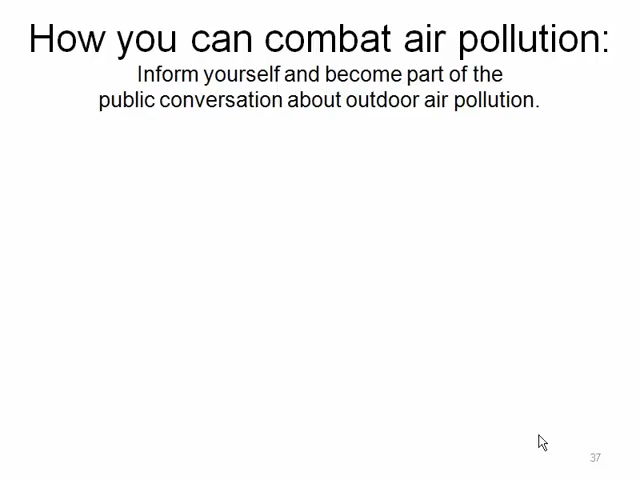 How you can combat air pollution:
Inform yourself and become part of the
public conversation about outdoor air pollution.
37